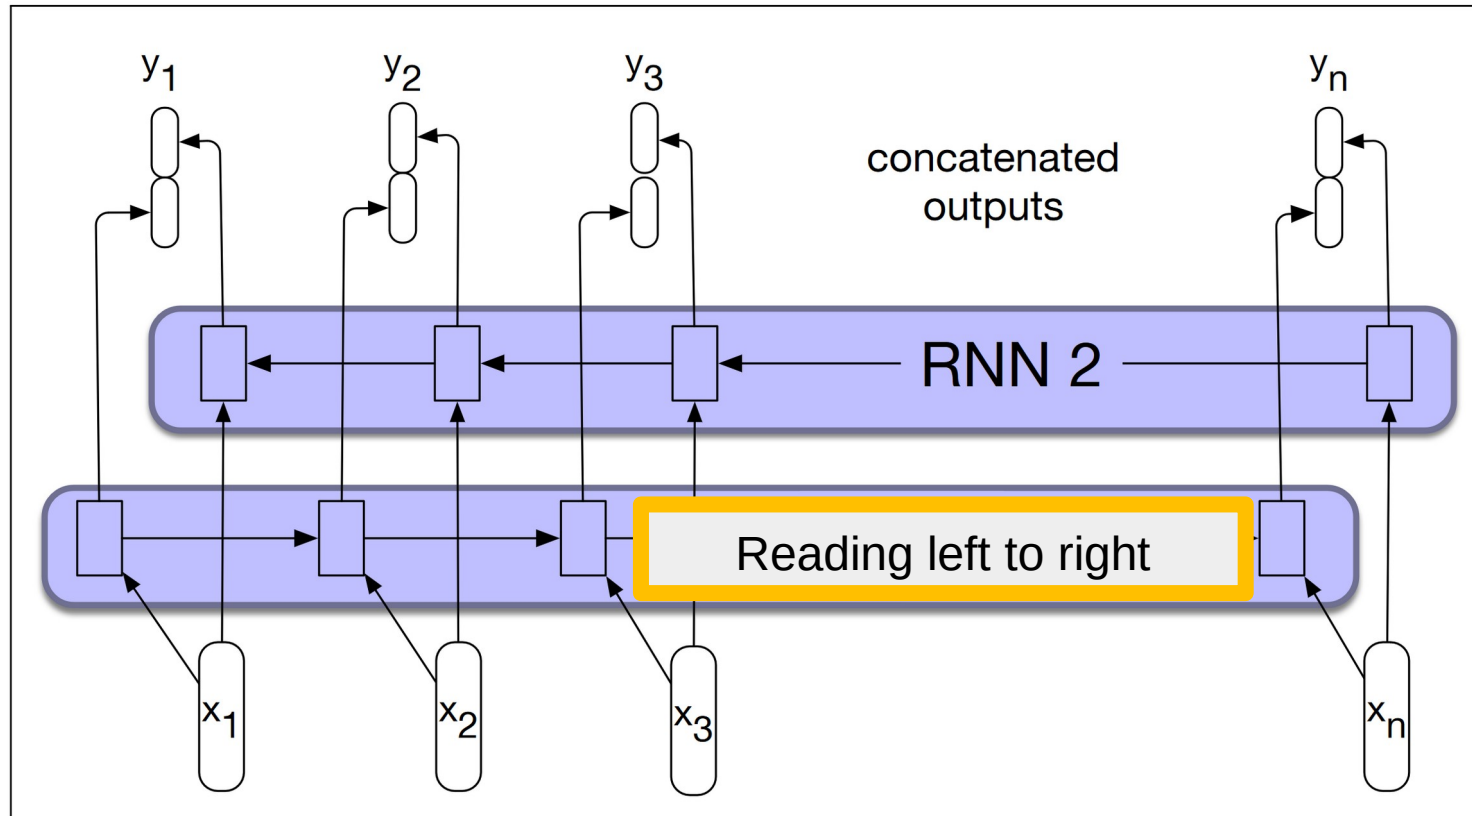 y1 y2 y3 yn
concatenated
outputs
RNN 2
Reading left to right
x1 x2 x3 xn